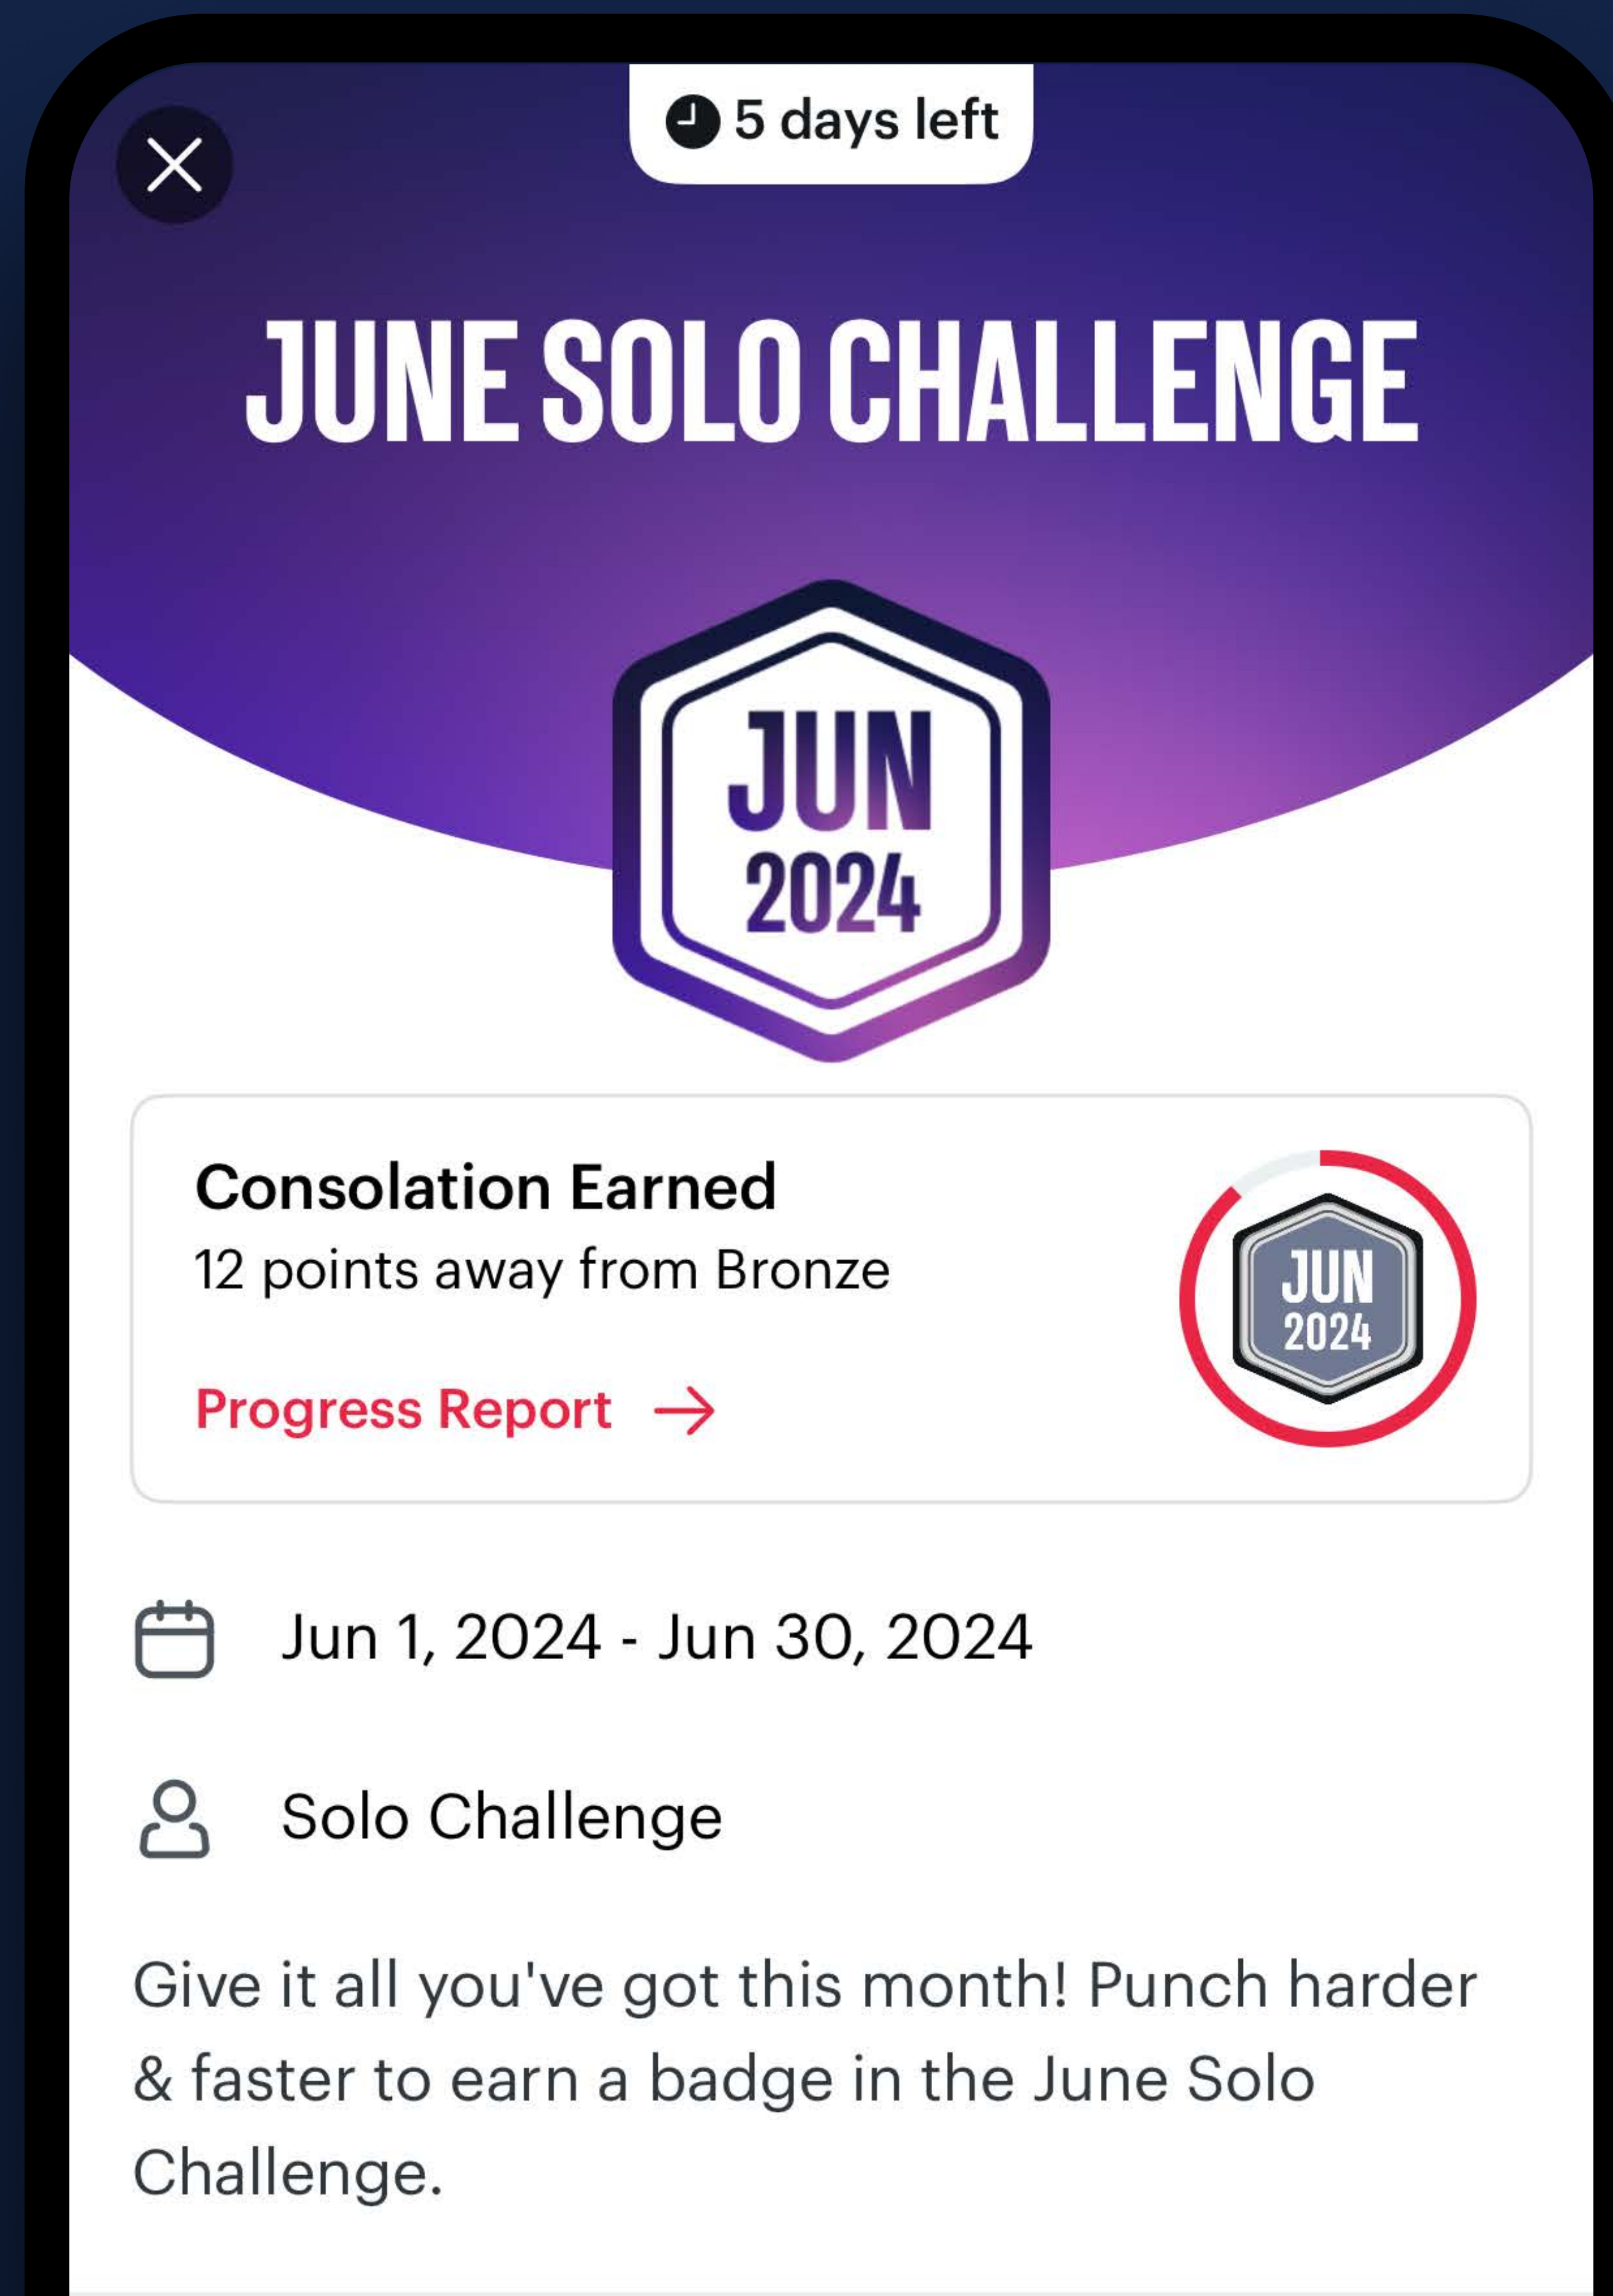 5 days left
JUNE SOLO CHALLENGE
JUN
2024
Consolation Earned
12 points away from Bronze
Progress Report
JUN
2024
Jun 1, 2024 - Jun 30, 2024
Solo Challenge
Give it all you've got this month! Punch harder
& faster to earn a badge in the June Solo
Challenge.